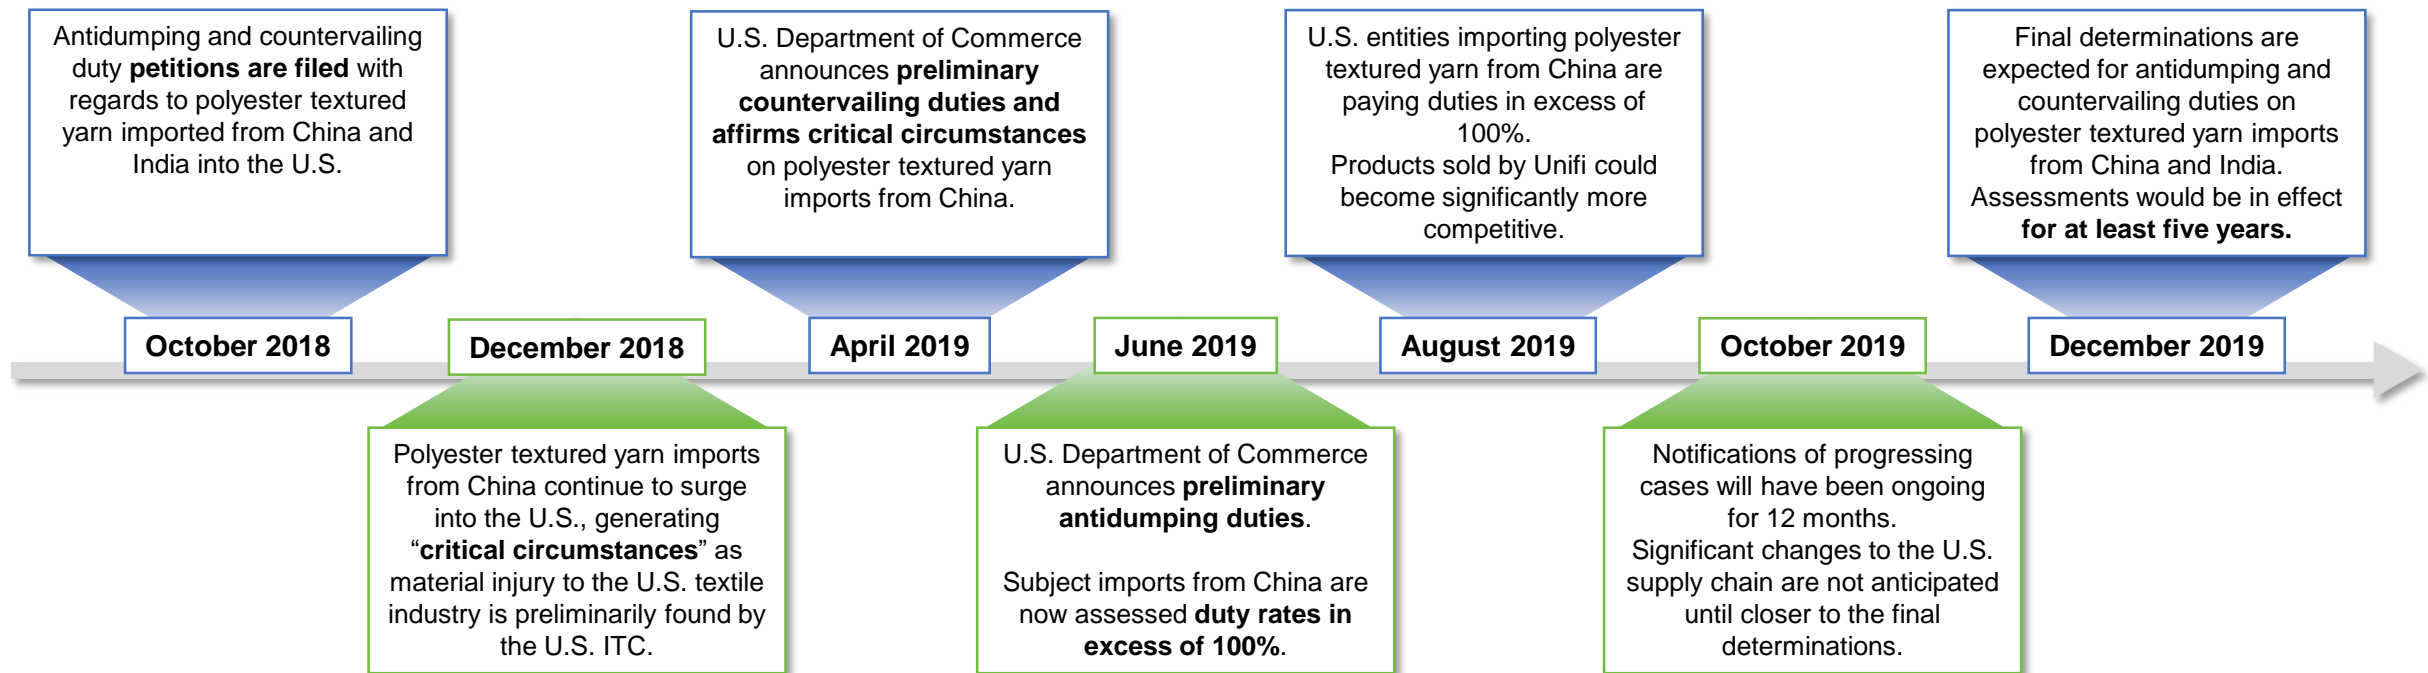 Antidumping and countervailing
duty petitions are filed with
regards to polyester textured
yarn imported from China and
India into the U.S.
U.S. Department of Commerce
announces preliminary
countervailing duties and
affirms critical circumstances
on polyester textured yarn
imports from China.
U.S. entities importing polyester
textured yarn from China are
paying duties in excess of
100%.
Products sold by Unifi could
become significantly more
competitive.
Final determinations are
expected for antidumping and
countervailing duties on
polyester textured yarn imports
from China and India.
Assessments would be in effect
for at least five years.
October 2018
December 2018
April 2019
June 2019
August 2019
October 2019
December 2019
Polyester textured yarn imports
from China continue to surge
into the U.S., generating
“critical circumstances” as
material injury to the U.S. textile
industry is preliminarily found by
the U.S. ITC.
U.S. Department of Commerce
announces preliminary
antidumping duties.
Subject imports from China are
now assessed duty rates in
excess of 100%.
Notifications of progressing
cases will have been ongoing
for 12 months.
Significant changes to the U.S.
supply chain are not anticipated
until closer to the final
determinations.